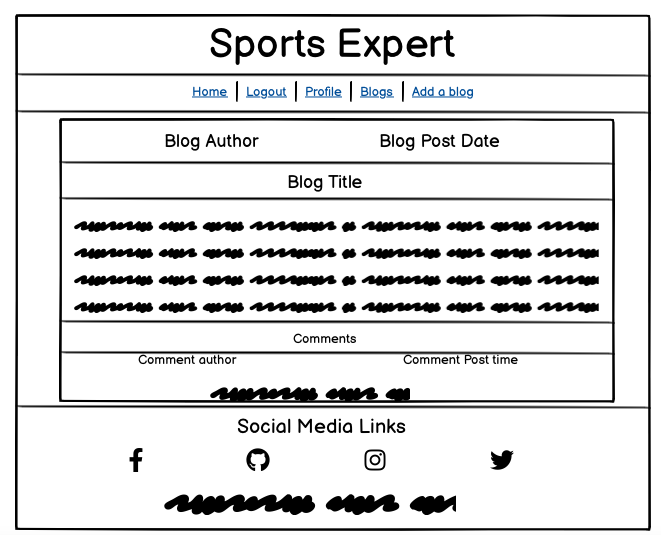 Sports Expert
Home Logout Profile Blogs Add a blog
Blog Author Blog Post Date
Blog Title
Comments
Comment author Comment Post time
Social Media Links